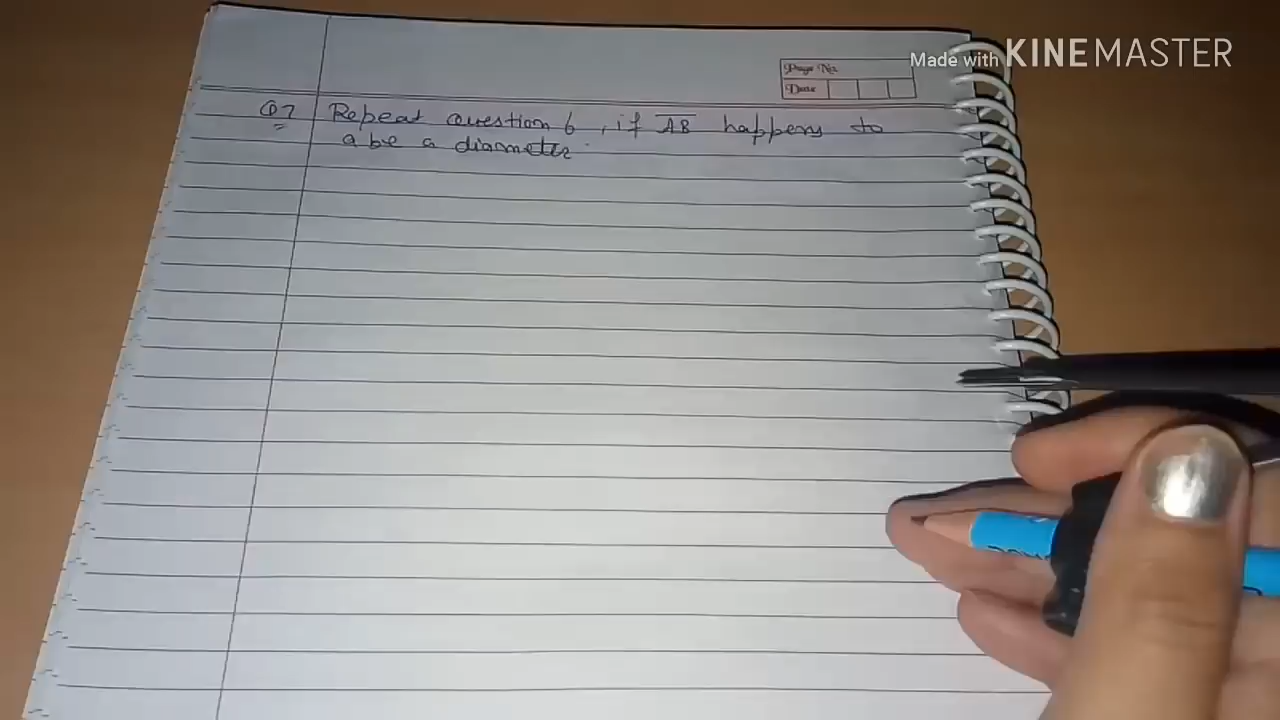 Made with KINEMASTER
Page No.
Date
Q7 Repeat question 6, if AB happens to
a be a diameter.